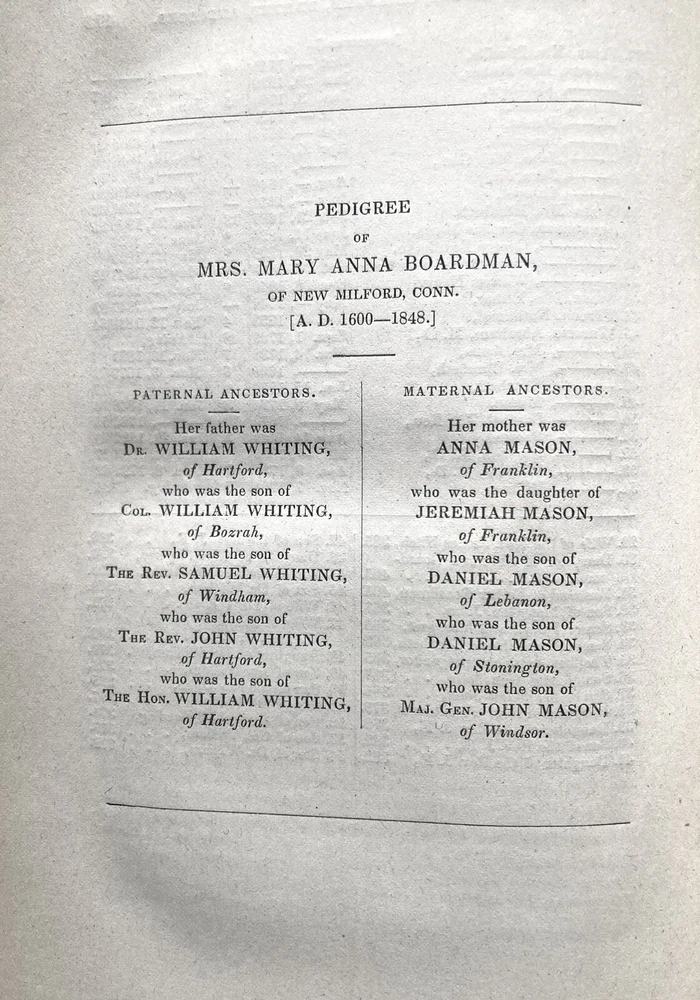 PEDIGREE
OF
MRS. MARY ANNA BOARDMAN,
OF NEW MILFORD, CONN.
[A. D. 1600—1848.]
PATERNAL ANCESTORS.
Her father was
DR. WILLIAM WHITING,
of Hartford,
who was the son of
COL. WILLIAM WHITING,
of Bozrah,
who was the son of
THE REV. SAMUEL WHITING,
of Windham,
who was the son of
THE REV. JOHN WHITING,
of Hartford,
who was the son of
THE HON. WILLIAM WHITING,
of Hartford.
MATERNAL ANCESTORS.
Her mother was
ANNA MASON,
of Franklin,
who was the daughter of
JEREMIAH MASON,
of Franklin,
who was the son of
DANIEL MASON,
of Lebanon,
who was the son of
DANIEL MASON,
of Stonington,
who was the son of
MAJ. GEN. JOHN MASON,
of Windsor.